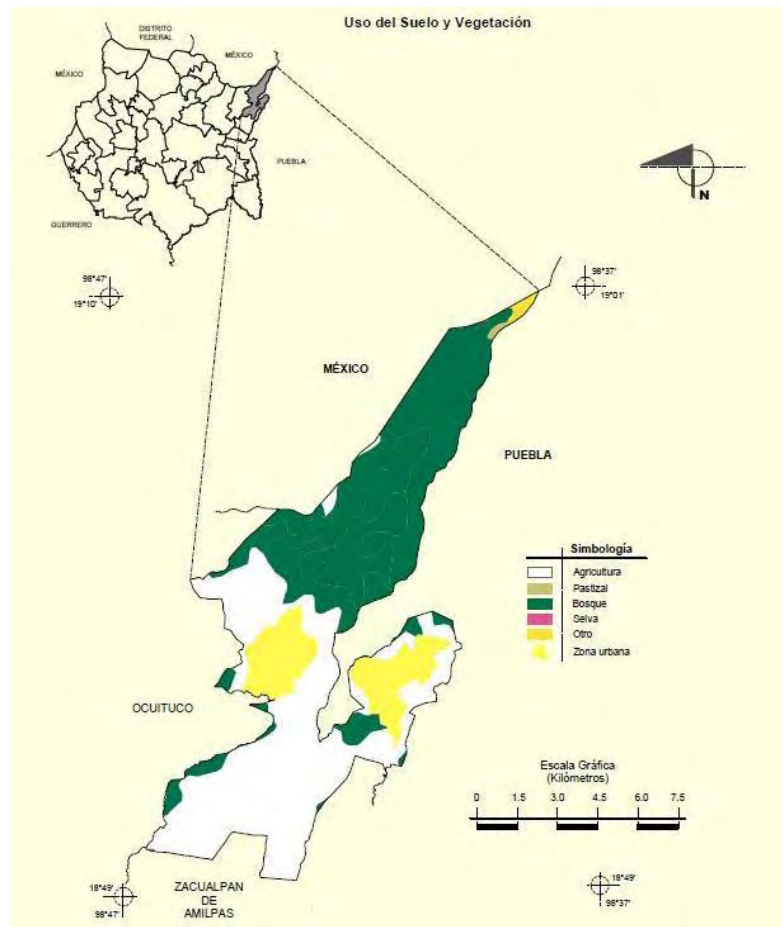 Uso del Suelo y Vegetación
DISTRITO
FEDERAL
MÉXICO
MÉXICO
PUEBLA
GUERRERO
N
98°47'
19°10'
98°37'
19°01'
MÉXICO
PUEBLA
Simbología
Agricultura
Pastizal
Bosque
Selva
Otro
Zona urbana
OCUITUCO
Escala Gráfica
(Kilómetros)
0 1.5 3.0 4.5 6.0 7.5
18°49'
98°47'
ZACUALPAN
DE
AMILPAS
18°49'
98°37'